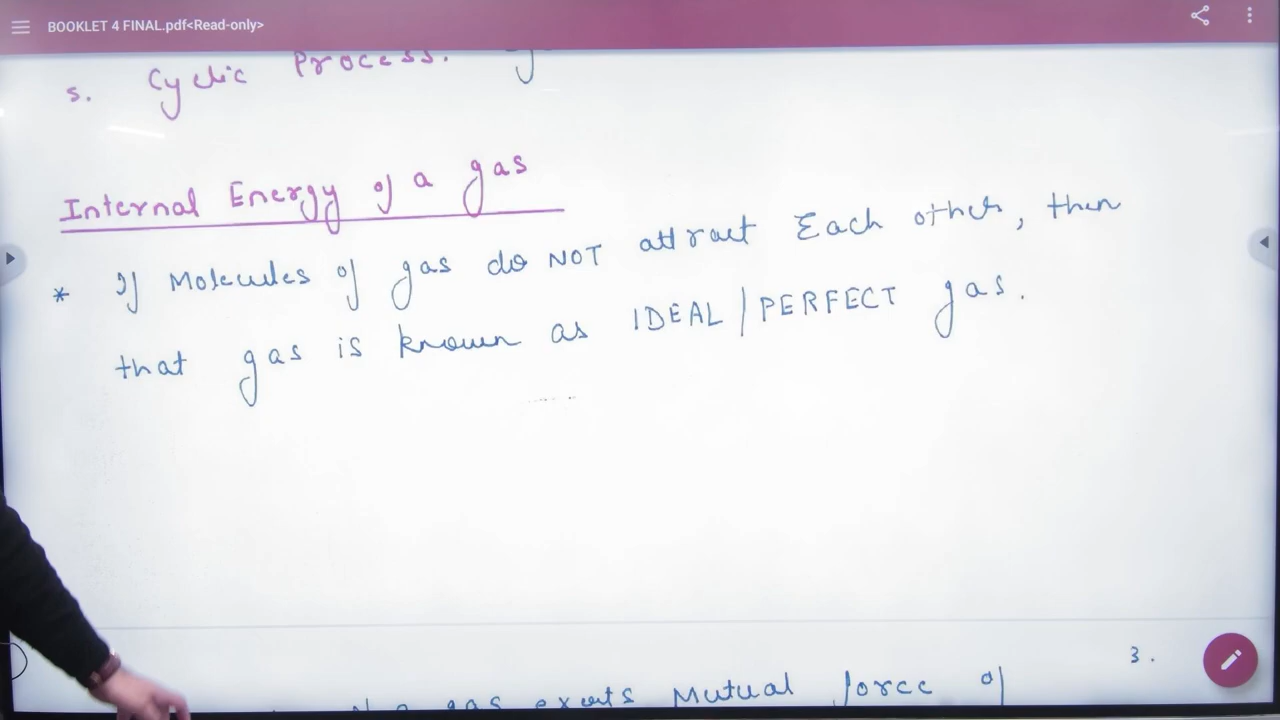 BOOKLET 4 FINAL.pdf<Read-only>
5. Cyclic Process.
Internal Energy of a gas
* If Molecules of gas do NOT attract Each other, then
that gas is known as IDEAL/PERFECT gas.
3.
gas exerts Mutual force of